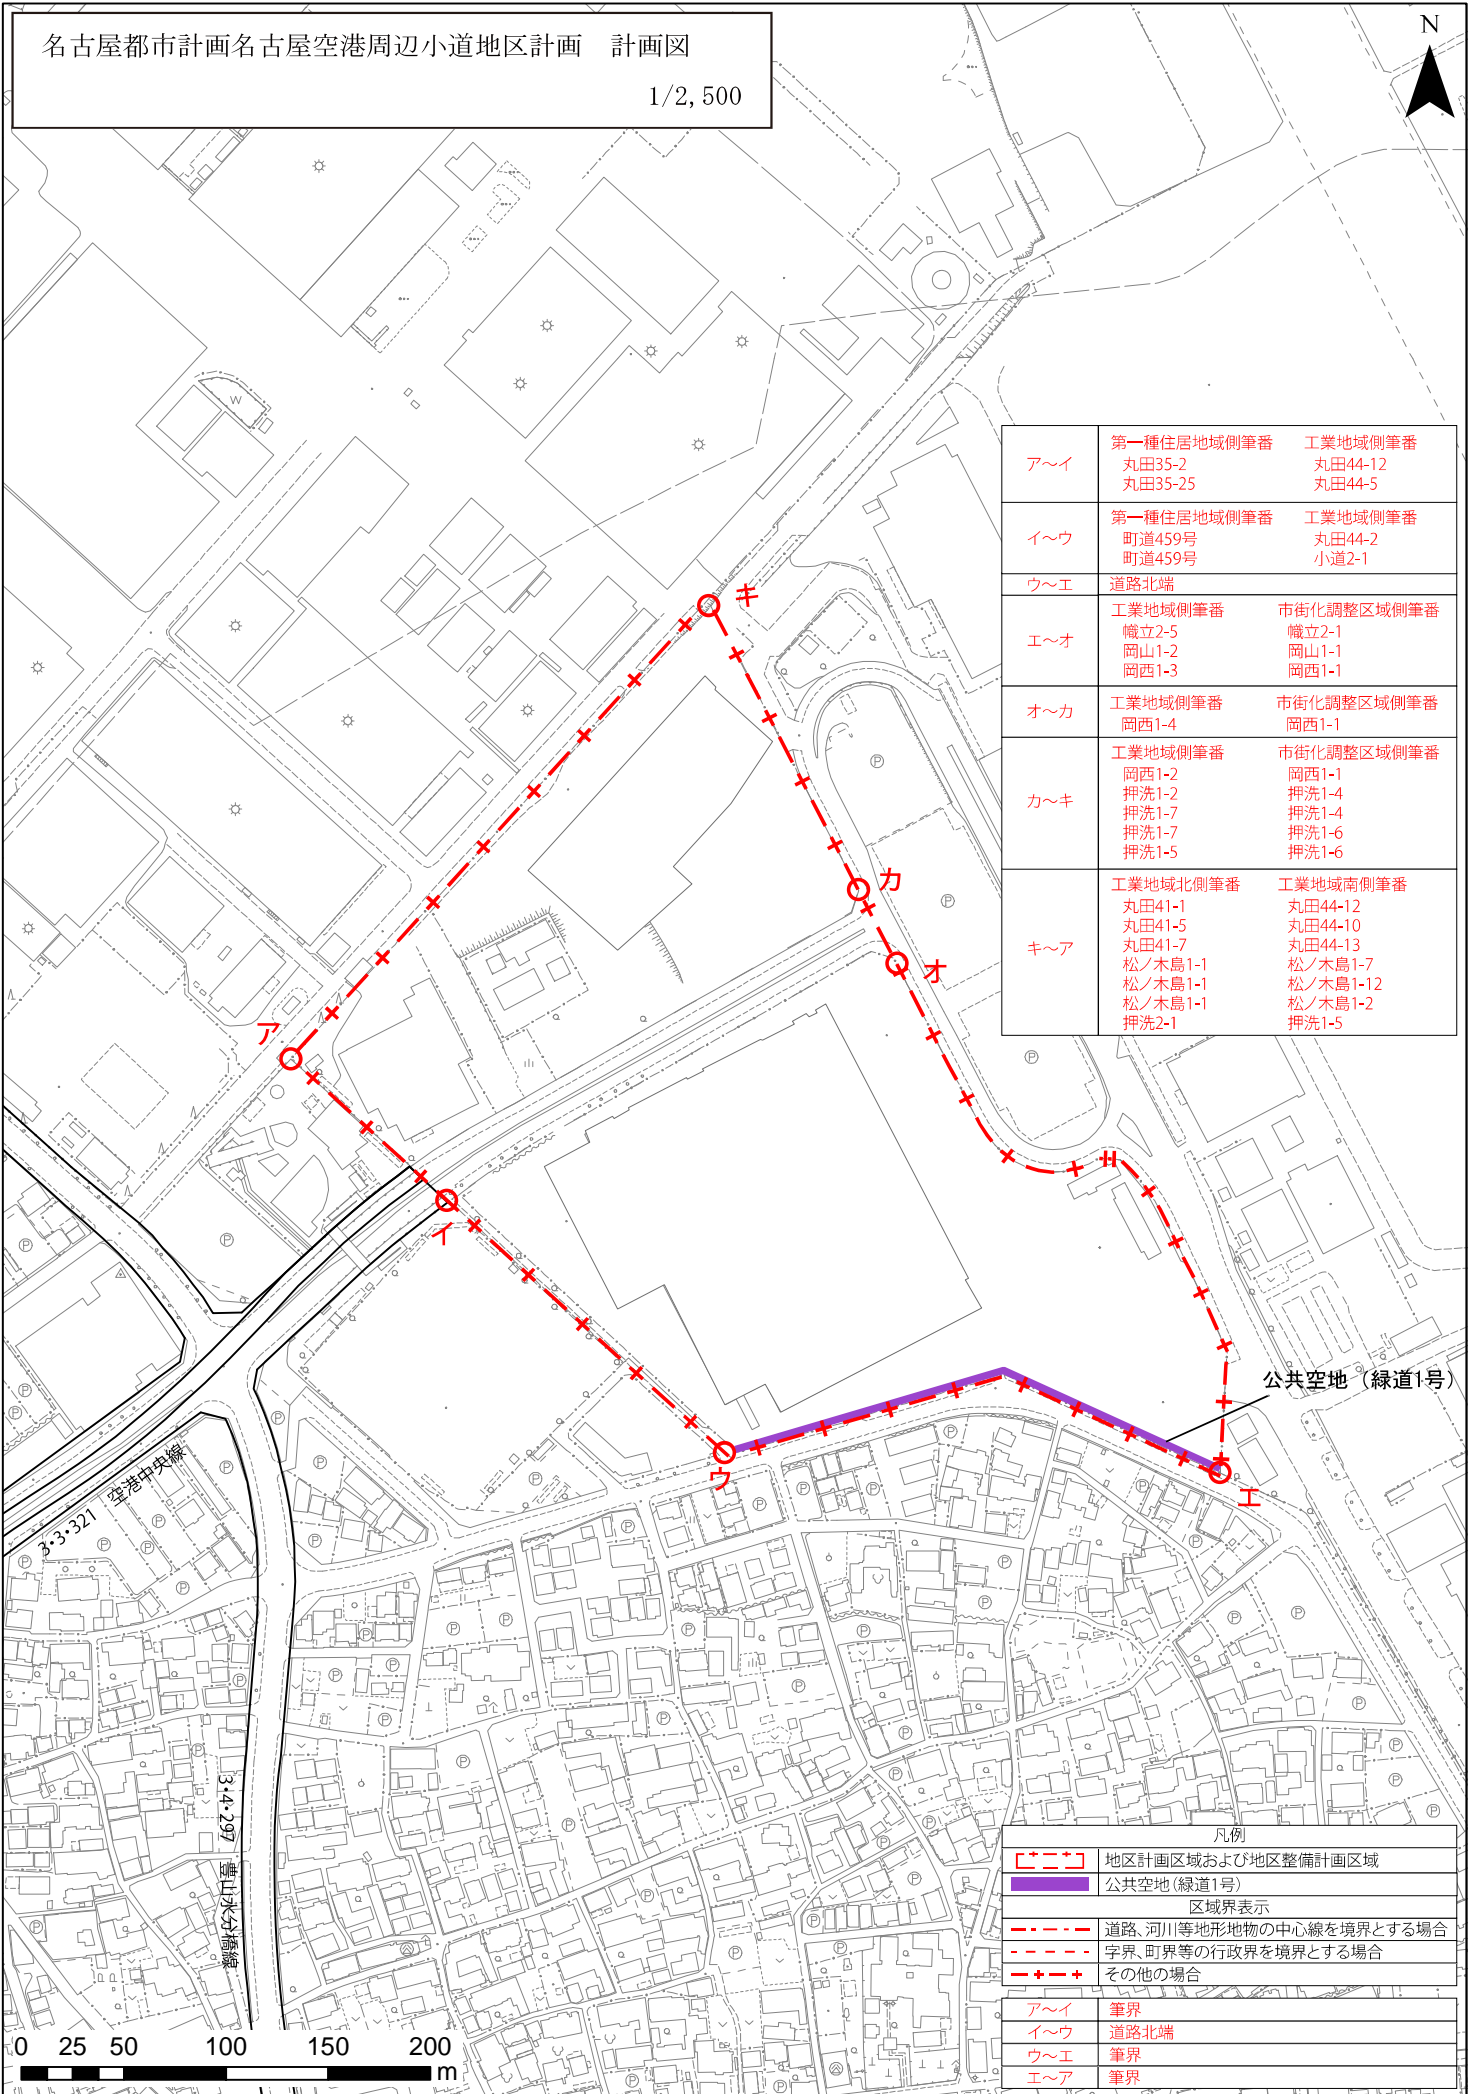 名古屋都市計画名古屋空港周辺小道地区計画　計画図
1/2,500
N
ア～イ
第一種住居地域側筆番　工業地域側筆番
丸田35-2　丸田44-12
丸田35-25　丸田44-5
イ～ウ
第一種住居地域側筆番　工業地域側筆番
町道459号　丸田44-2
町道459号　小道2-1
ウ～エ　道路北端
エ～オ
工業地域側筆番　市街化調整区域側筆番
幟立2-5　幟立2-1
岡山1-2　岡山1-1
岡西1-3　岡西1-1
オ～カ
工業地域側筆番　市街化調整区域側筆番
岡西1-4　岡西1-1
カ～キ
工業地域側筆番　市街化調整区域側筆番
岡西1-2　岡西1-1
押洗1-2　押洗1-4
押洗1-7　押洗1-4
押洗1-7　押洗1-6
押洗1-5　押洗1-6
キ～ア
工業地域北側筆番　工業地域南側筆番
丸田41-1　丸田44-12
丸田41-5　丸田44-10
丸田41-7　丸田44-13
松ノ木島1-1　松ノ木島1-7
松ノ木島1-1　松ノ木島1-12
松ノ木島1-1　松ノ木島1-2
押洗2-1　押洗1-5
キ
カ
オ
ア
イ
ウ
エ
公共空地（緑道1号）
3・3・321　空港中央線
3・4・297　豊山水分橋線
凡例
地区計画区域および地区整備計画区域
公共空地（緑道1号）
区域界表示
道路、河川等地形地物の中心線を境界とする場合
字界、町界等の行政界を境界とする場合
その他の場合
ア～イ　筆界
イ～ウ　道路北端
ウ～エ　筆界
エ～ア　筆界
0　25　50　100　150　200
m